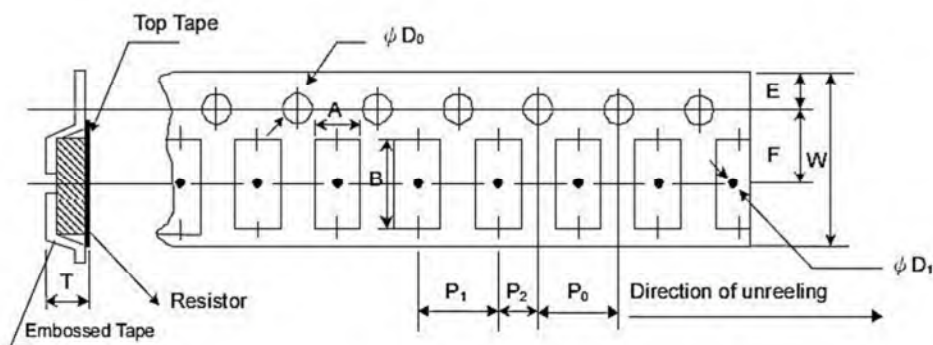 Top Tape
ψ D₀
A
E
B
F
W
T
Resistor
Embossed Tape
P₁
P₂
P₀
Direction of unreeling
ψ D₁